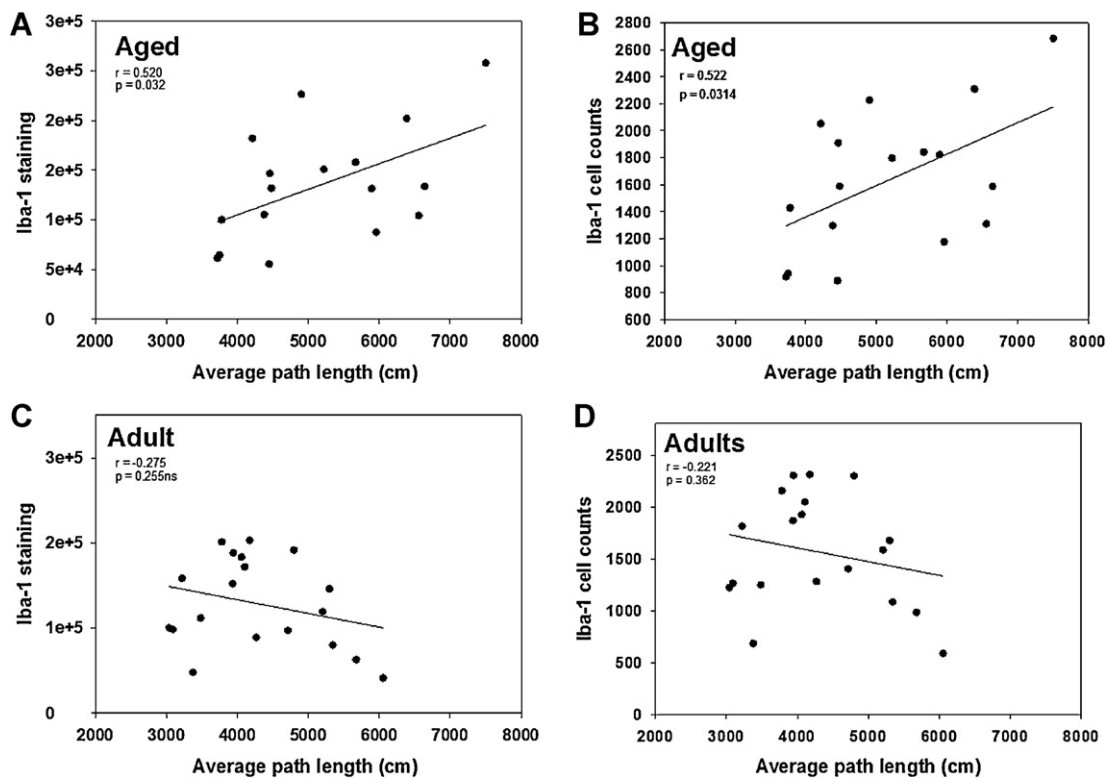 A
Aged
r = 0.520
p = 0.032
3e+5
3e+5
2e+5
2e+5
1e+5
5e+4
0
Iba-1 staining
2000 3000 4000 5000 6000 7000 8000
Average path length (cm)
B
Aged
r = 0.522
p = 0.0314
2800
2600
2400
2200
2000
1800
1600
1400
1200
1000
800
600
Iba-1 cell counts
2000 3000 4000 5000 6000 7000 8000
Average path length (cm)
C
Adult
r = -0.275
p = 0.255ns
3e+5
2e+5
1e+5
0
Iba-1 staining
2000 3000 4000 5000 6000 7000 8000
Average path length (cm)
D
Adults
r = -0.221
p = 0.362
2500
2000
1500
1000
500
0
Iba-1 cell counts
2000 3000 4000 5000 6000 7000 8000
Average path length (cm)